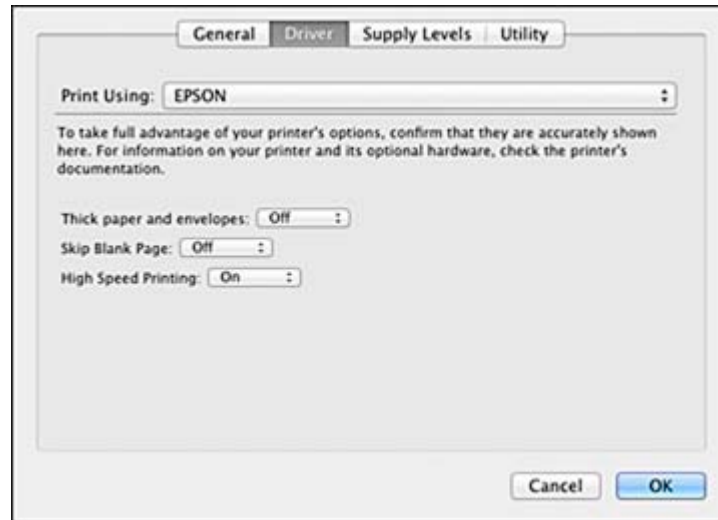 General Driver Supply Levels Utility
Print Using: EPSON
To take full advantage of your printer's options, confirm that they are accurately shown
here. For information on your printer and its optional hardware, check the printer's
documentation.
Thick paper and envelopes: Off
Skip Blank Page: Off
High Speed Printing: On
Cancel OK